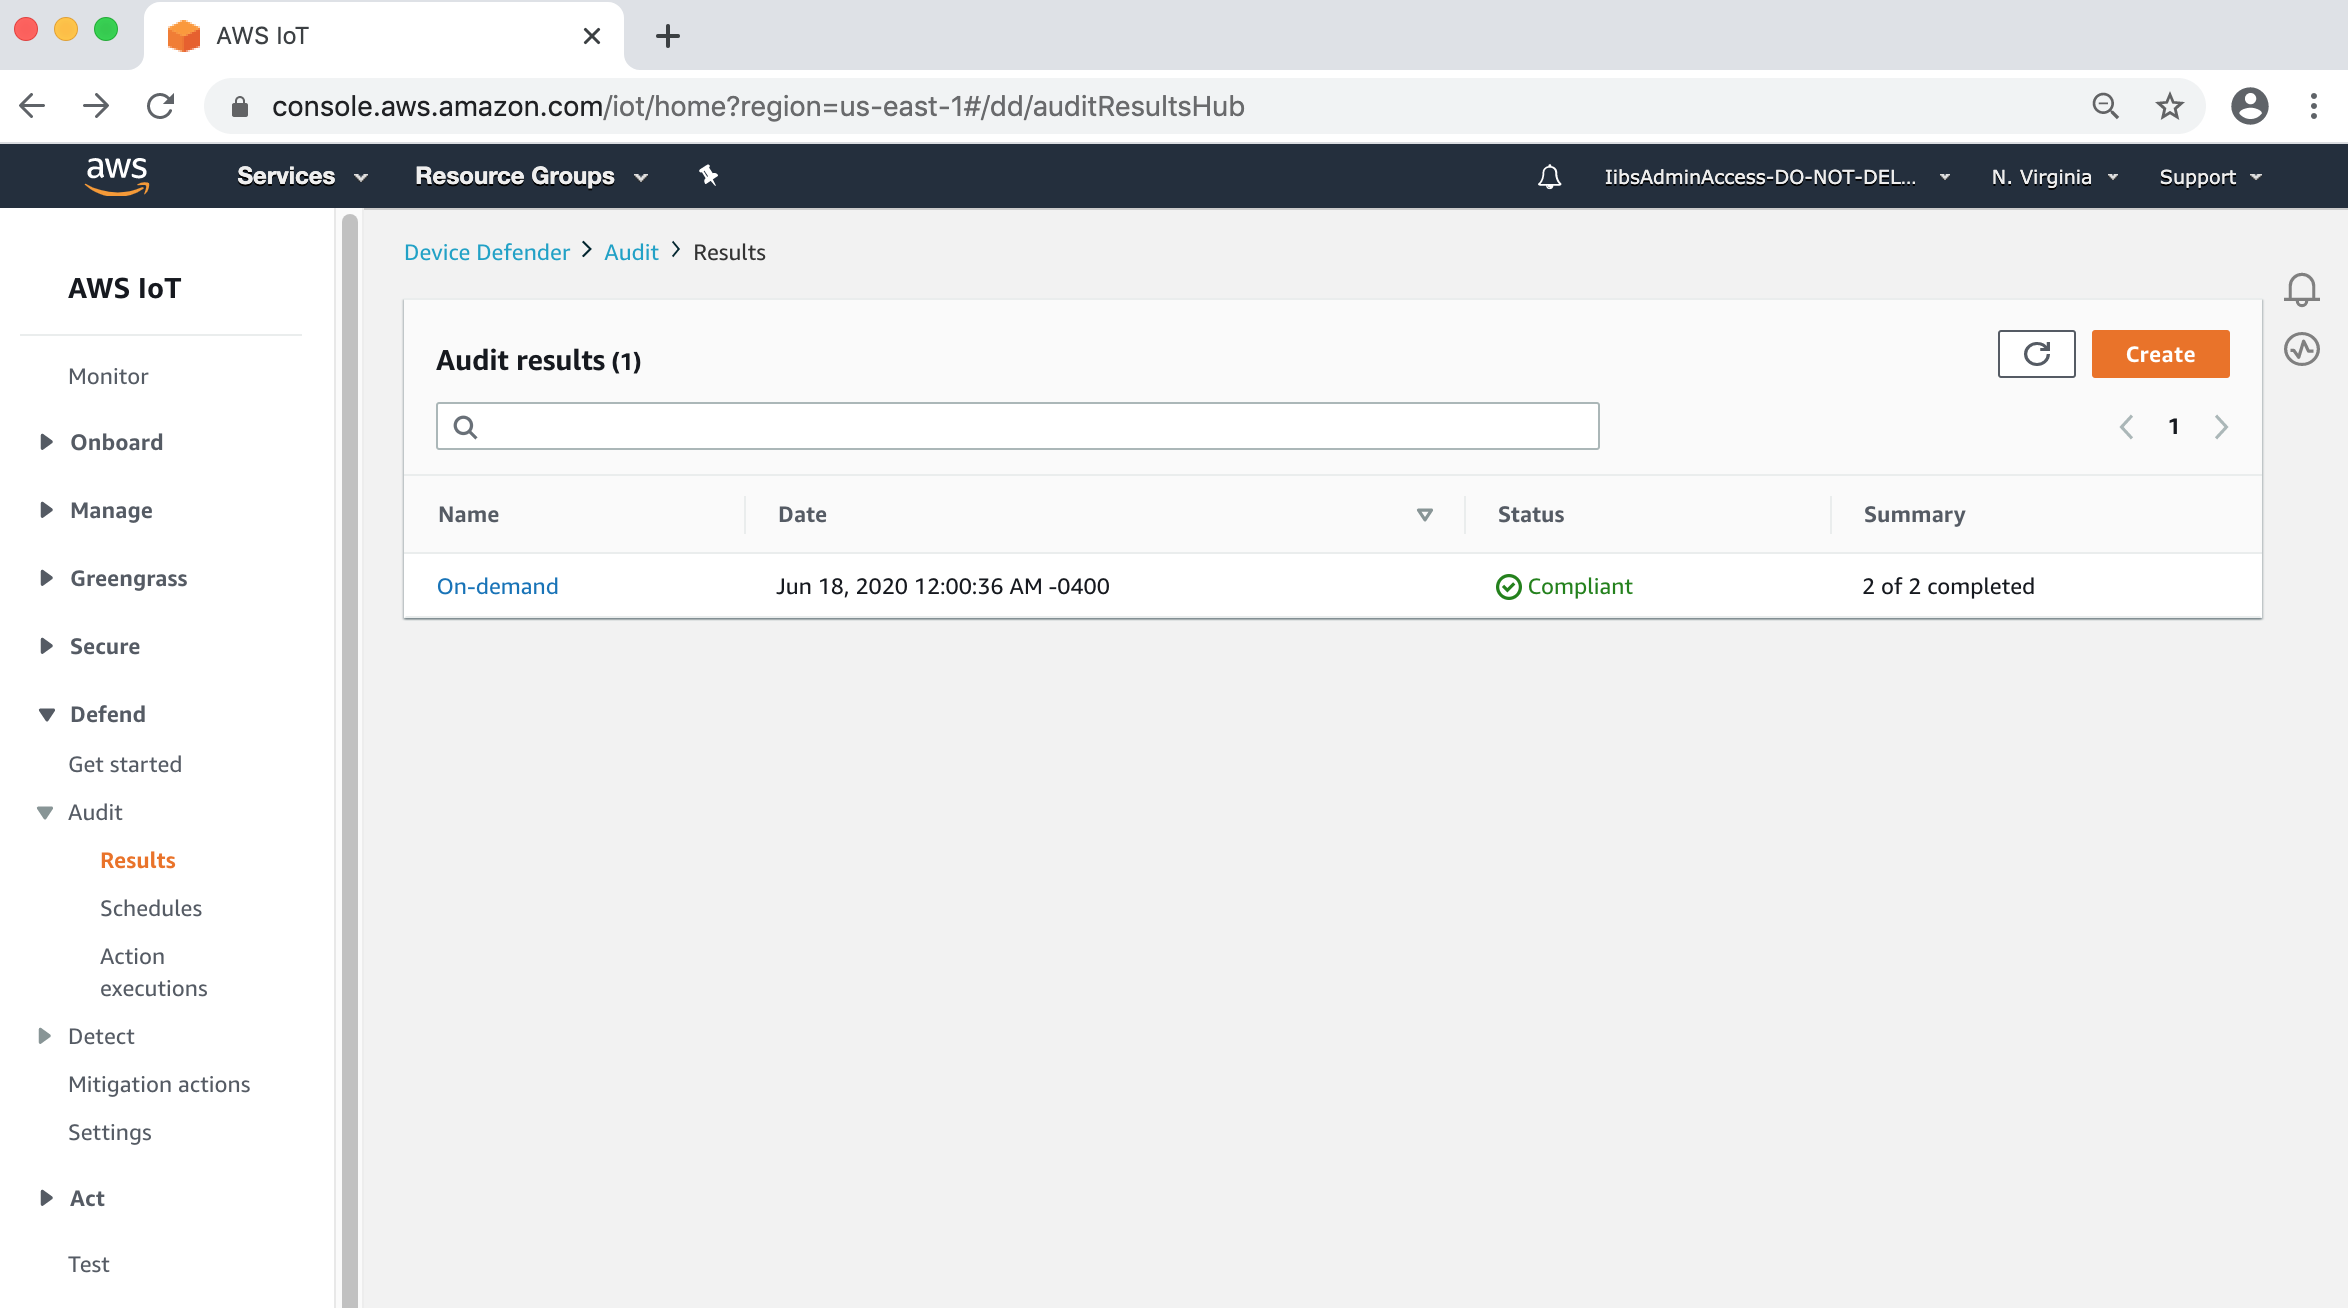 AWS IoT
console.aws.amazon.com/iot/home?region=us-east-1#/dd/auditResultsHub
aws
Services
Resource Groups
IibsAdminAccess-DO-NOT-DEL...
N. Virginia
Support
AWS IoT
Monitor
Onboard
Manage
Greengrass
Secure
Defend
Get started
Audit
Results
Schedules
Action
executions
Detect
Mitigation actions
Settings
Act
Test
Device Defender > Audit > Results
Audit results (1)
Create
1
Name Date Status Summary
On-demand Jun 18, 2020 12:00:36 AM -0400 Compliant 2 of 2 completed